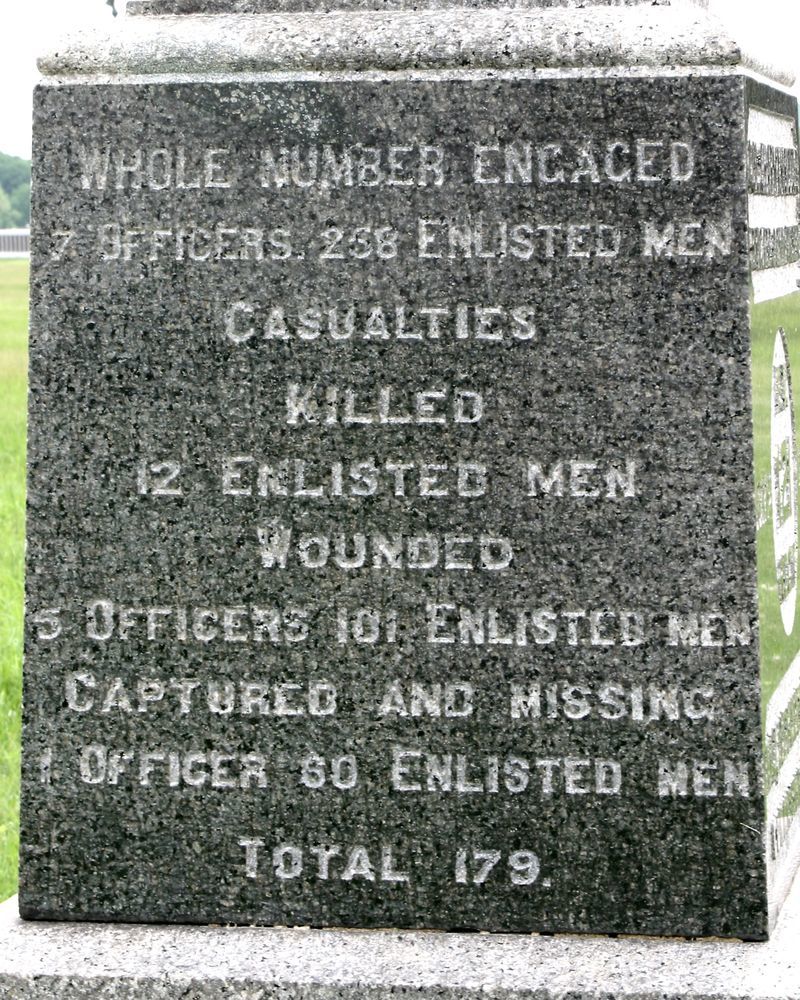 WHOLE NUMBER ENGAGED
7 OFFICERS. 258 ENLISTED MEN
CASUALTIES
KILLED
12 ENLISTED MEN
WOUNDED
5 OFFICERS 101 ENLISTED MEN
CAPTURED AND MISSING
1 OFFICER 60 ENLISTED MEN
TOTAL 179.